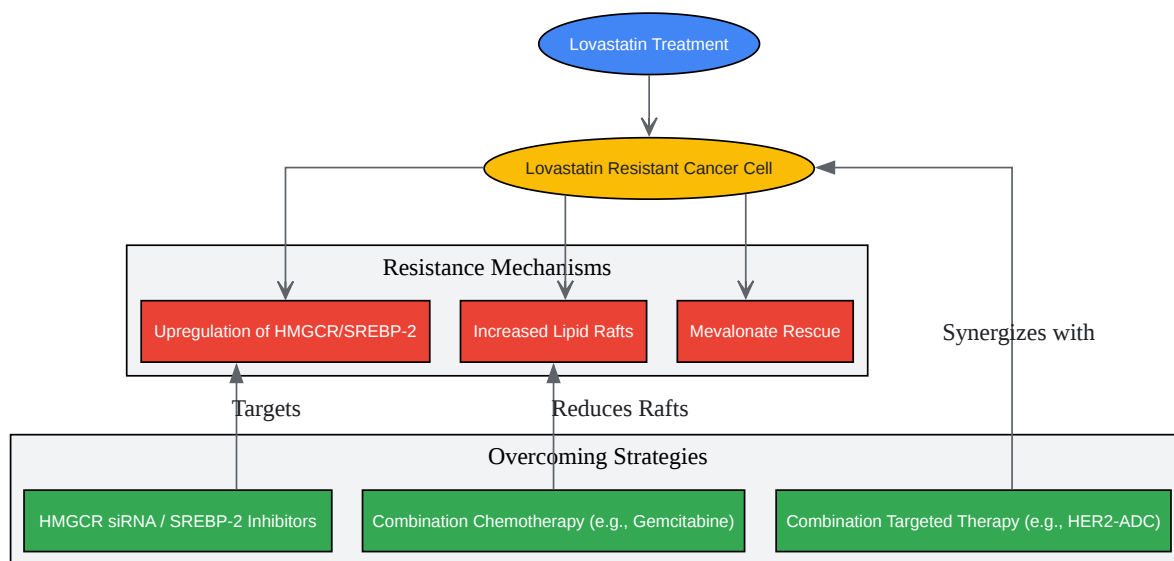 Lovastatin Treatment
Lovastatin Resistant Cancer Cell
Resistance Mechanisms
Upregulation of HMGCR/SREBP-2
Increased Lipid Rafts
Mevalonate Rescue
Synergizes with
Targets
Reduces Rafts
Overcoming Strategies
HMGCR siRNA / SREBP-2 Inhibitors
Combination Chemotherapy (e.g., Gemcitabine)
Combination Targeted Therapy (e.g., HER2-ADC)